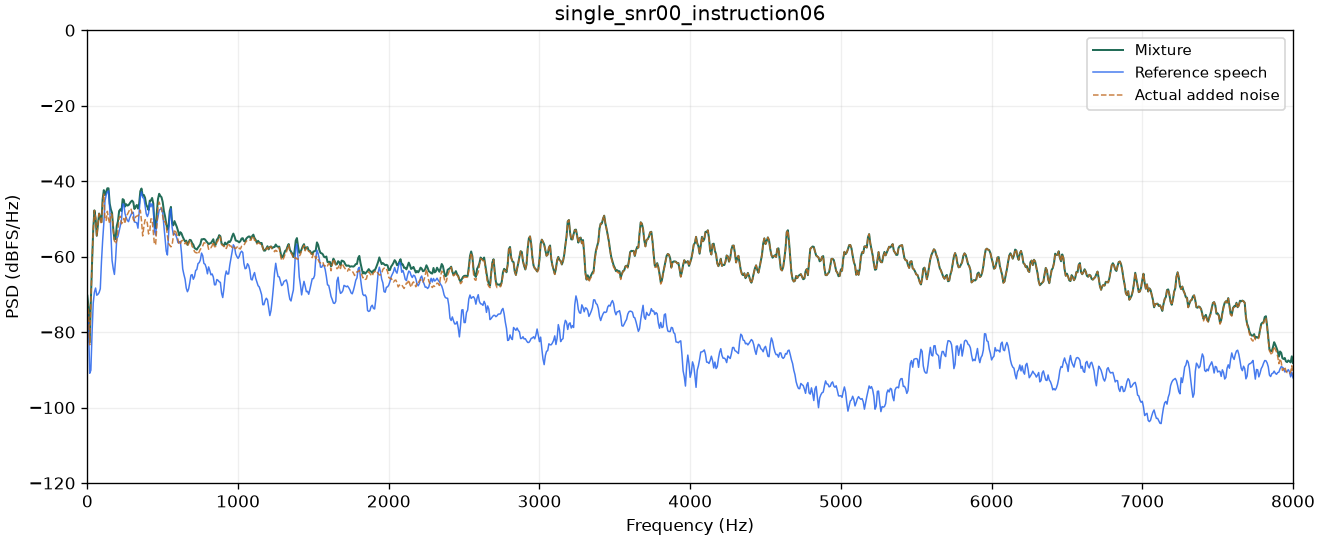 single_snr00_instruction06
Mixture
Reference speech
Actual added noise
0
−20
−40
−60
−80
−100
−120
PSD (dBFS/Hz)
0 1000 2000 3000 4000 5000 6000 7000 8000
Frequency (Hz)